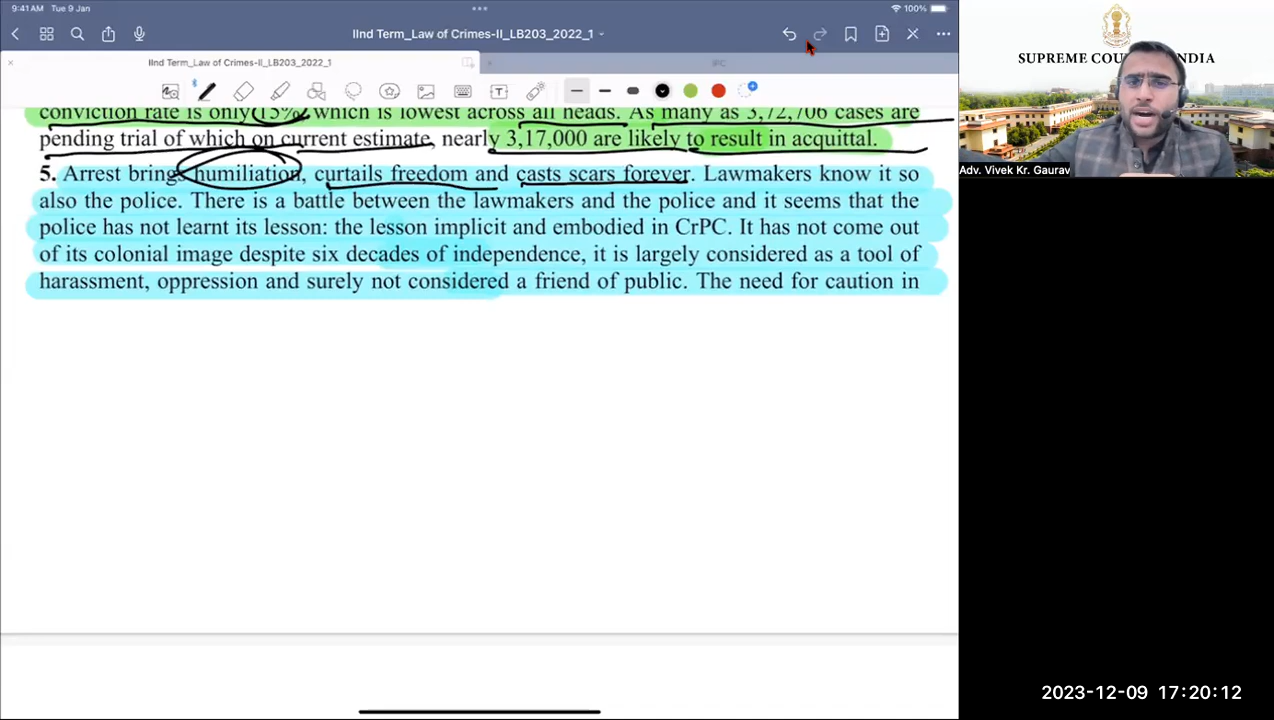 9:41 AM Tue 9 Jan
100%
IInd Term_Law of Crimes-II_LB203_2022_1
IInd Term_Law of Crimes-II_LB203_2022_1
IPC
conviction rate is only 15% which is lowest across all heads. As many as 3,72,706 cases are
pending trial of which on current estimate, nearly 3,17,000 are likely to result in acquittal.
5. Arrest brings humiliation, curtails freedom and casts scars forever. Lawmakers know it so
also the police. There is a battle between the lawmakers and the police and it seems that the
police has not learnt its lesson: the lesson implicit and embodied in CrPC. It has not come out
of its colonial image despite six decades of independence, it is largely considered as a tool of
harassment, oppression and surely not considered a friend of public. The need for caution in
SUPREME COU INDIA
Adv. Vivek Kr. Gaurav
2023-12-09 17:20:12